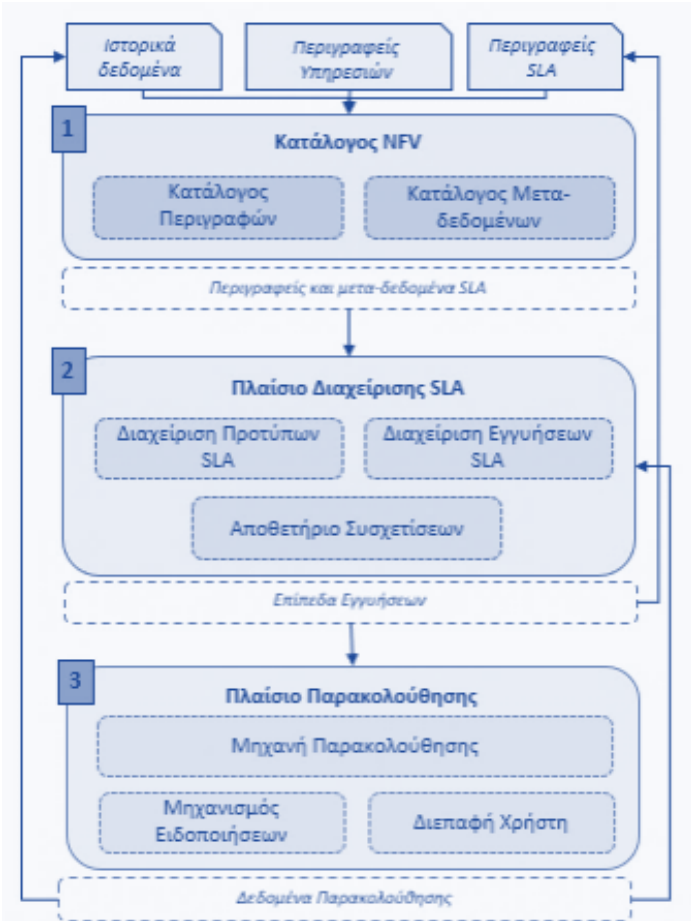 Ιστορικά
δεδομένα
Περιγραφείς
Υπηρεσιών
Περιγραφείς
SLA
1
Κατάλογος NFV
Κατάλογος
Περιγραφών
Κατάλογος Μετα-
δεδομένων
Περιγραφείς και μετα-δεδομένα SLA
2
Πλαίσιο Διαχείρισης SLA
Διαχείριση Προτύπων
SLA
Διαχείριση Εγγυήσεων
SLA
Αποθετήριο Συσχετίσεων
Επίπεδα Εγγυήσεων
3
Πλαίσιο Παρακολούθησης
Μηχανή Παρακολούθησης
Μηχανισμός
Ειδοποιήσεων
Διεπαφή Χρήστη
Δεδομένα Παρακολούθησης